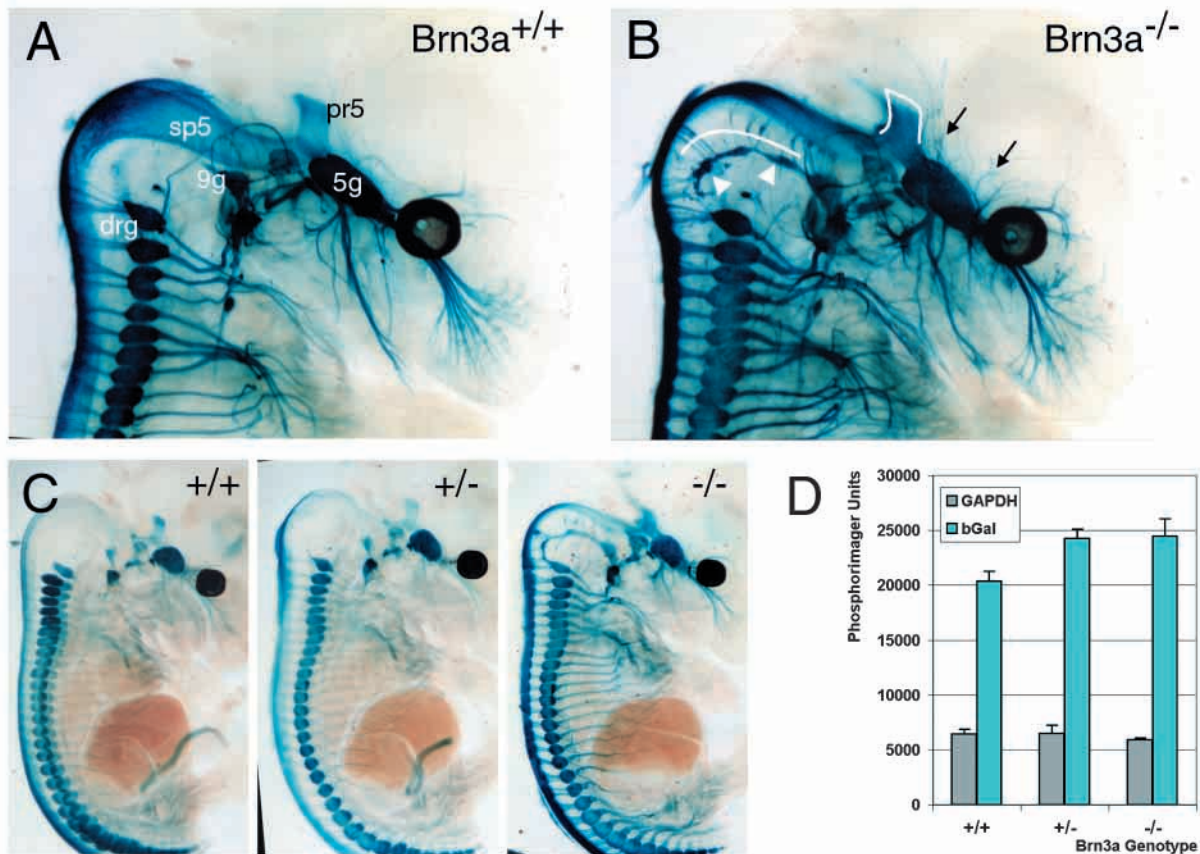 A
Brn3a+/+
pr5
sp5
9g
5g
drg
B
Brn3a-/-
C
+/+
+/-
-/-
D
Phosphorimager Units
30000
25000
20000
15000
10000
5000
0
GAPDH
bGal
+/+
+/-
-/-
Brn3a Genotype